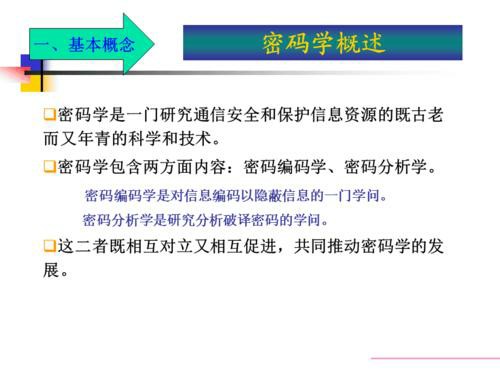 一、基本概念
密码学概述
密码学是一门研究通信安全和保护信息资源的既古老
而又年青的科学和技术。
密码学包含两方面内容：密码编码学、密码分析学。
密码编码学是对信息编码以隐蔽信息的一门学问。
密码分析学是研究分析破译密码的学问。
这二者既相互对立又相互促进，共同推动密码学的发
展。